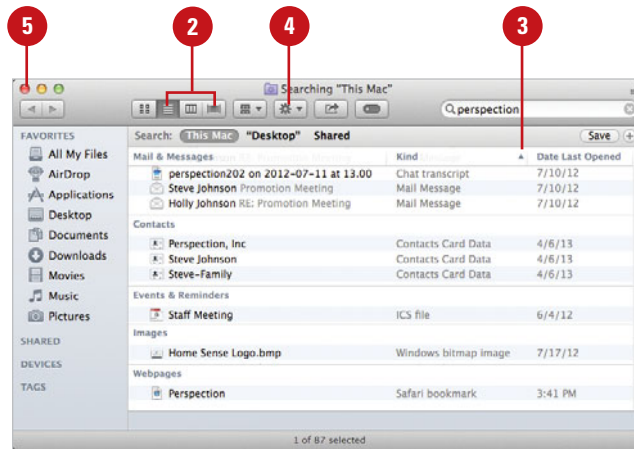 5
2
4
3
Searching "This Mac"
perspection
FAVORITES
All My Files
AirDrop
Applications
Desktop
Documents
Downloads
Movies
Music
Pictures
SHARED
DEVICES
TAGS
Search: This Mac "Desktop" Shared Save
Mail & Messages Kind Date Last Opened
perspection202 on 2012-07-11 at 13.00 Chat transcript 7/10/12
Steve Johnson Promotion Meeting Mail Message 7/10/12
Holly Johnson RE: Promotion Meeting Mail Message 7/10/12
Contacts
Perspection, Inc Contacts Card Data 4/6/13
Steve Johnson Contacts Card Data 4/6/13
Steve-Family Contacts Card Data 4/6/13
Events & Reminders
Staff Meeting ICS file 6/4/12
Images
Home Sense Logo.bmp Windows bitmap image 7/17/12
Webpages
Perspection Safari bookmark 3:41 PM
1 of 87 selected